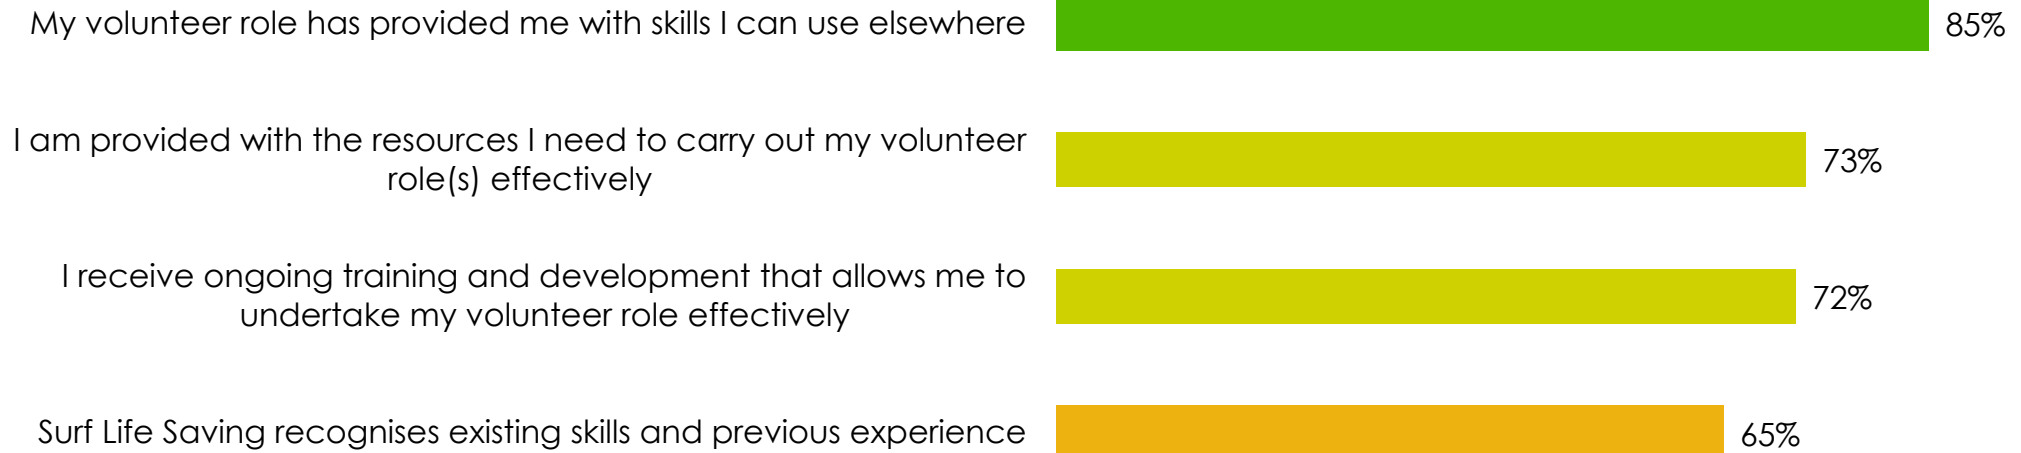 My volunteer role has provided me with skills I can use elsewhere
85%
I am provided with the resources I need to carry out my volunteer
role(s) effectively
73%
I receive ongoing training and development that allows me to
undertake my volunteer role effectively
72%
Surf Life Saving recognises existing skills and previous experience
65%